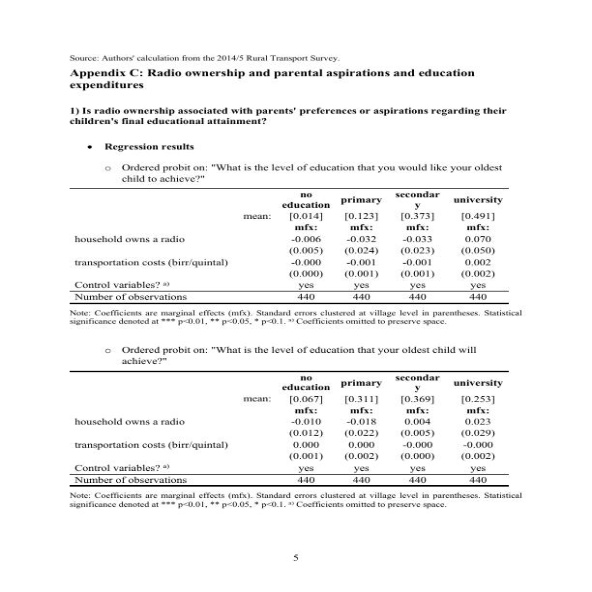 Source: Authors' calculation from the 2014/5 Rural Transport Survey.
Appendix C: Radio ownership and parental aspirations and education
expenditures
1) Is radio ownership associated with parents' preferences or aspirations regarding their
children's final educational attainment?
• Regression results
o Ordered probit on: "What is the level of education that you would like your oldest
child to achieve?"
no education primary secondar y university
mean: [0.014] [0.123] [0.373] [0.491]
mfx: mfx: mfx: mfx:
household owns a radio -0.006 -0.032 -0.033 0.070
(0.005) (0.024) (0.023) (0.050)
transportation costs (birr/quintal) -0.000 -0.001 -0.001 0.002
(0.000) (0.001) (0.001) (0.002)
Control variables? a) yes yes yes yes
Number of observations 440 440 440 440
Note: Coefficients are marginal effects (mfx). Standard errors clustered at village level in parentheses. Statistical
significance denoted at *** p<0.01, ** p<0.05, * p<0.1. a) Coefficients omitted to preserve space.
o Ordered probit on: "What is the level of education that your oldest child will
achieve?"
no education primary secondar y university
mean: [0.067] [0.311] [0.369] [0.253]
mfx: mfx: mfx: mfx:
household owns a radio -0.010 -0.018 0.004 0.023
(0.012) (0.022) (0.005) (0.029)
transportation costs (birr/quintal) 0.000 0.000 -0.000 -0.000
(0.001) (0.002) (0.000) (0.002)
Control variables? a) yes yes yes yes
Number of observations 440 440 440 440
Note: Coefficients are marginal effects (mfx). Standard errors clustered at village level in parentheses. Statistical
significance denoted at *** p<0.01, ** p<0.05, * p<0.1. a) Coefficients omitted to preserve space.
5